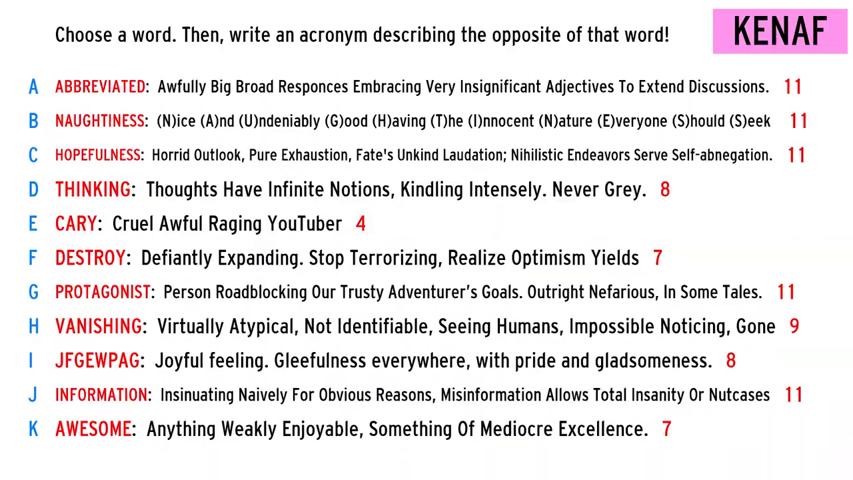 Choose a word. Then, write an acronym describing the opposite of that word!
KENAF
A ABBREVIATED: Awfully Big Broad Responces Embracing Very Insignificant Adjectives To Extend Discussions. 11
B NAUGHTINESS: (N)ice (A)nd (U)ndeniably (G)ood (H)aving (T)he (I)nnocent (N)ature (E)veryone (S)hould (S)eek 11
C HOPEFULNESS: Horrid Outlook, Pure Exhaustion, Fate's Unkind Laudation; Nihilistic Endeavors Serve Self-abnegation. 11
D THINKING: Thoughts Have Infinite Notions, Kindling Intensely. Never Grey. 8
E CARY: Cruel Awful Raging YouTuber 4
F DESTROY: Defiantly Expanding. Stop Terrorizing, Realize Optimism Yields 7
G PROTAGONIST: Person Roadblocking Our Trusty Adventurer's Goals. Outright Nefarious, In Some Tales. 11
H VANISHING: Virtually Atypical, Not Identifiable, Seeing Humans, Impossible Noticing, Gone 9
I JFGEWPAG: Joyful feeling. Gleefulness everywhere, with pride and gladsomeness. 8
J INFORMATION: Insinuating Naively For Obvious Reasons, Misinformation Allows Total Insanity Or Nutcases 11
K AWESOME: Anything Weakly Enjoyable, Something Of Mediocre Excellence. 7